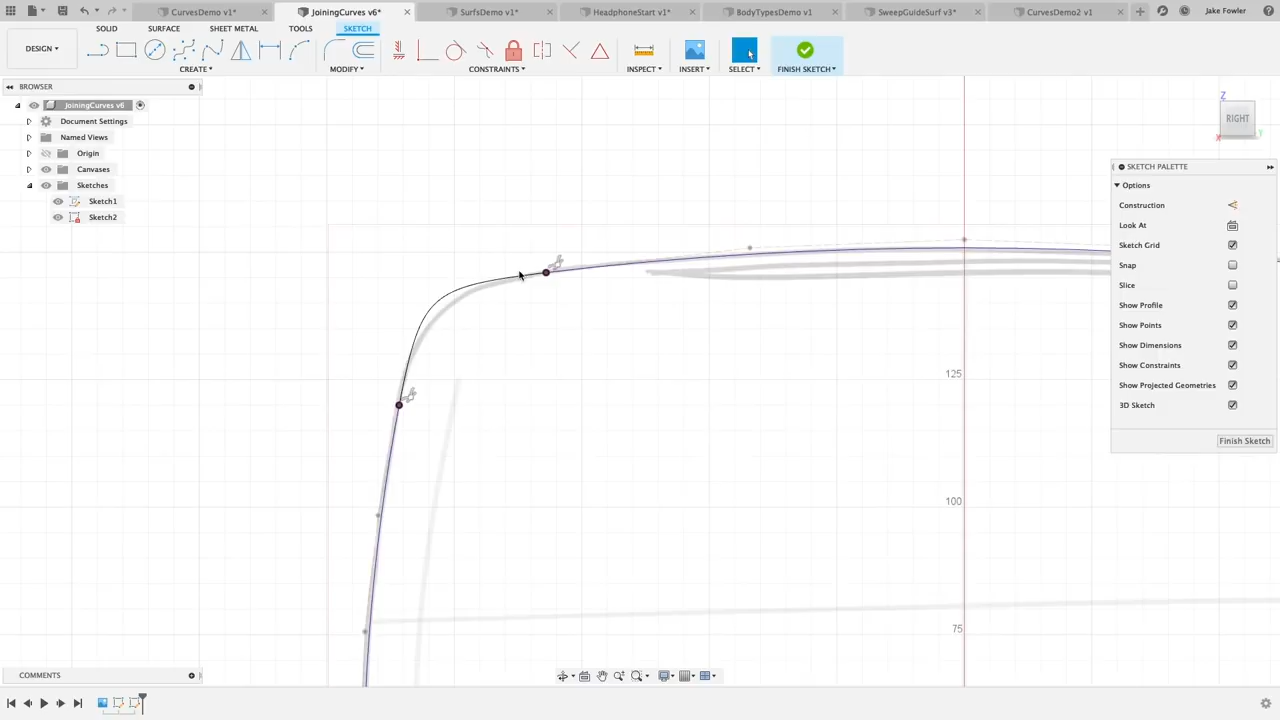 CurvesDemo v1*
JoiningCurves v6*
SurfsDemo v1*
HeadphoneStart v1*
BodyTypesDemo v1
SweepGuideSurf v3*
CurvesDemo2 v1
Jake Fowler
SOLID
SURFACE
SHEET METAL
TOOLS
SKETCH
DESIGN
CREATE
MODIFY
CONSTRAINTS
INSPECT
INSERT
SELECT
FINISH SKETCH
BROWSER
JoiningCurves v6
Document Settings
Named Views
Origin
Canvases
Sketches
Sketch1
Sketch2
Z
RIGHT
X
Y
SKETCH PALETTE
Options
Construction
Look At
Sketch Grid
Snap
Slice
Show Profile
Show Points
Show Dimensions
Show Constraints
Show Projected Geometries
3D Sketch
Finish Sketch
125
100
75
COMMENTS